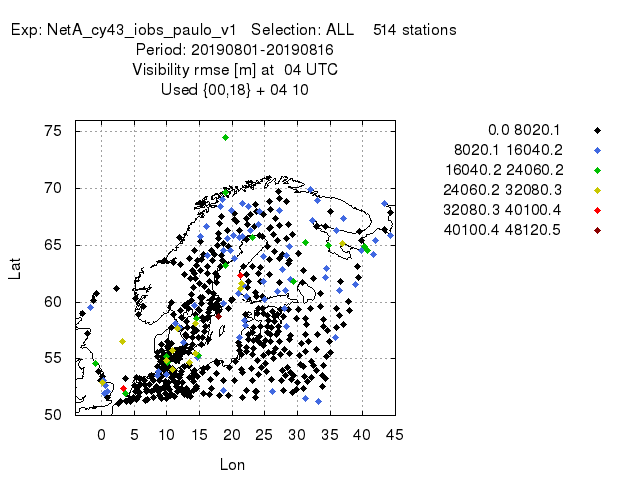 Exp: NetA_cy43_iobs_paulo_v1 Selection: ALL 514 stations
Period: 20190801-20190816
Visibility rmse [m] at 04 UTC
Used {00,18} + 04 10
0.0 8020.1
8020.1 16040.2
16040.2 24060.2
24060.2 32080.3
32080.3 40100.4
40100.4 48120.5
75
70
65
60
55
50
Lat
0 5 10 15 20 25 30 35 40 45
Lon